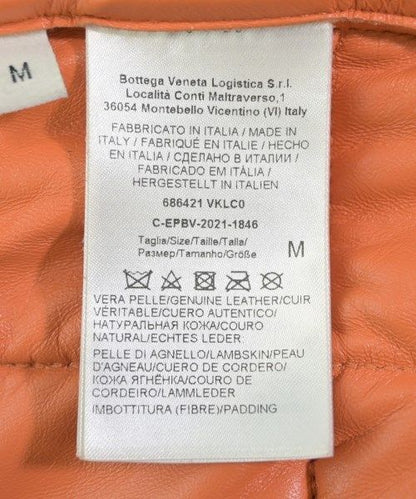 M
Bottega Veneta Logistica S.r.l.
Località Conti Maltraverso,1
36054 Montebello Vicentino (VI) Italy
FABBRICATO IN ITALIA / MADE IN
ITALY / FABRIQUÉ EN ITALIE / HECHO
EN ITALIA / СДЕЛАНО В ИТАЛИИ /
FABRICADO EM ITÁLIA /
HERGESTELLT IN ITALIEN
686421 VKLC0
C-EPBV-2021-1846
Taglia/Size/Taille/Talla/
Размер/Tamanho/Größe M
VERA PELLE/GENUINE LEATHER/CUIR
VÉRITABLE/CUERO AUTENTICO/
НАТУРАЛЬНАЯ КОЖА/COURO
NATURAL/ECHTES LEDER:
PELLE DI AGNELLO/LAMBSKIN/PEAU
D'AGNEAU/CUERO DE CORDERO/
КОЖА ЯГНЁНКА/COURO DE
CORDEIRO/LAMMLEDER
IMBOTTITURA (FIBRE)/PADDING